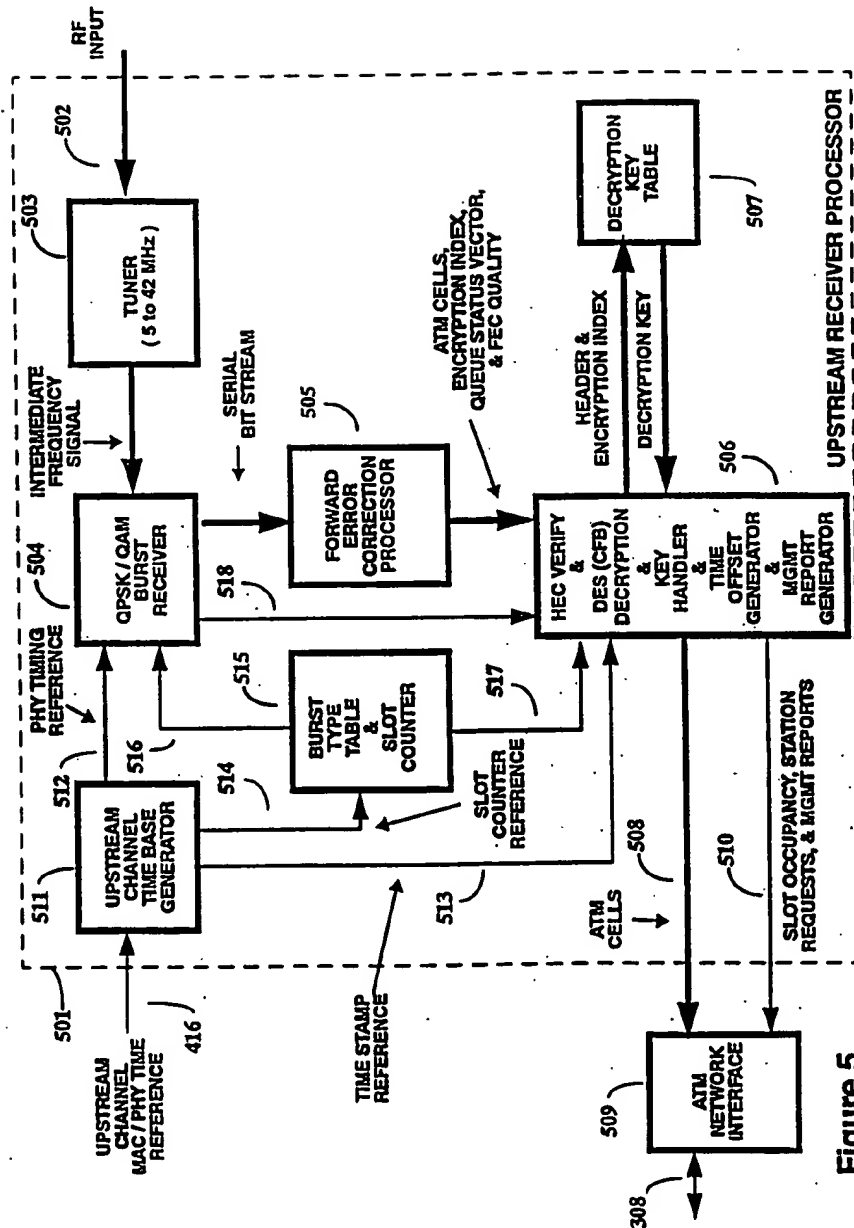 RF
INPUT
502
503
TUNER
( 5 to 42 MHz )
INTERMEDIATE
FREQUENCY
SIGNAL
504
QPSK / QAM
BURST
RECEIVER
SERIAL
BIT STREAM
505
FORWARD
ERROR
CORRECTION
PROCESSOR
518
ATM CELLS,
ENCRYPTION INDEX,
QUEUE STATUS VECTOR,
& FEC QUALITY
DECRYPTION
KEY
TABLE
507
HEADER &
ENCRYPTION INDEX
DECRYPTION KEY
506
HEC VERIFY
&
DES (CFB)
DECRYPTION
&
KEY
HANDLER
&
TIME
OFFSET
GENERATOR
&
MGMT
REPORT
GENERATOR
UPSTREAM RECEIVER PROCESSOR
PHY TIMING
REFERENCE
512
516
515
BURST
TYPE
TABLE
&
SLOT
COUNTER
517
514
SLOT
COUNTER
REFERENCE
511
UPSTREAM
CHANNEL
TIME BASE
GENERATOR
513
TIME STAMP
REFERENCE
501
416
UPSTREAM
CHANNEL
MAC / PHY TIME
REFERENCE
508
ATM
CELLS
510
SLOT OCCUPANCY, STATION
REQUESTS, & MGMT REPORTS
509
ATM
NETWORK
INTERFACE
308
Figure 5